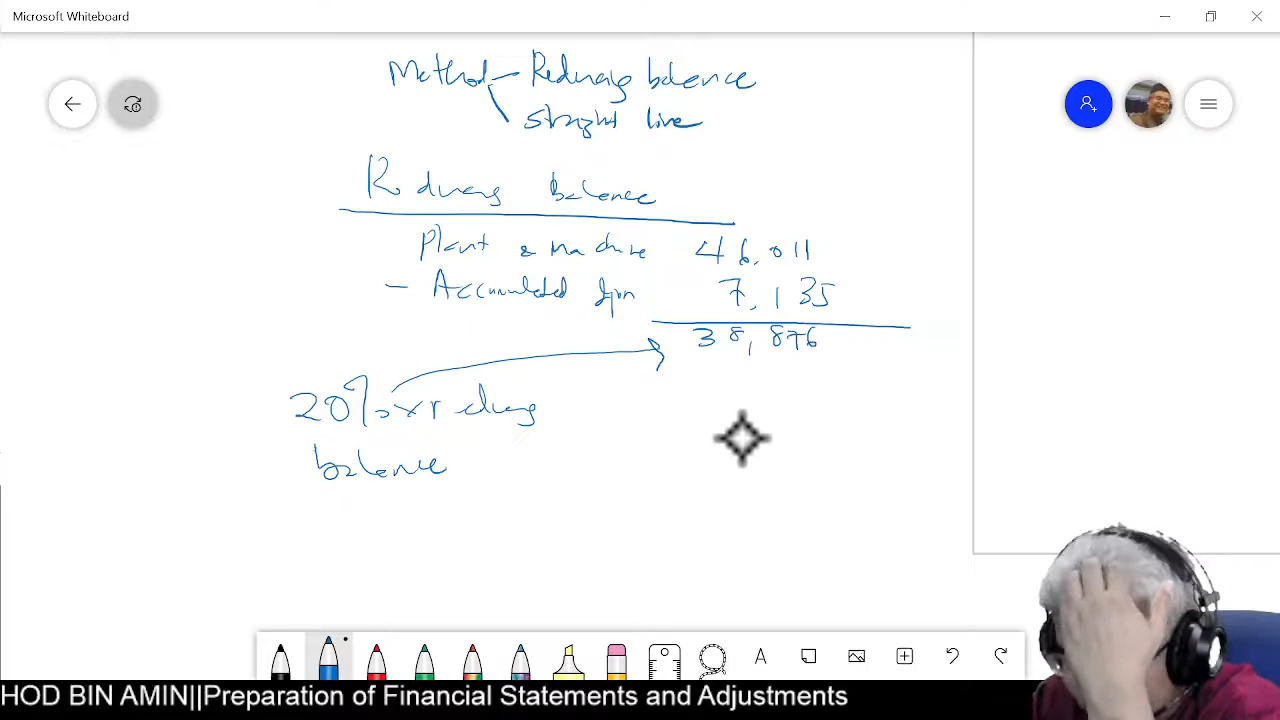 Microsoft Whiteboard
Method - Reducing balance
straight line
Reducing balance
Plant & machine 46,011
- Accumulated dpn 7,135
38,876
20% x reducing
balance
HOD BIN AMIN||Preparation of Financial Statements and Adjustments